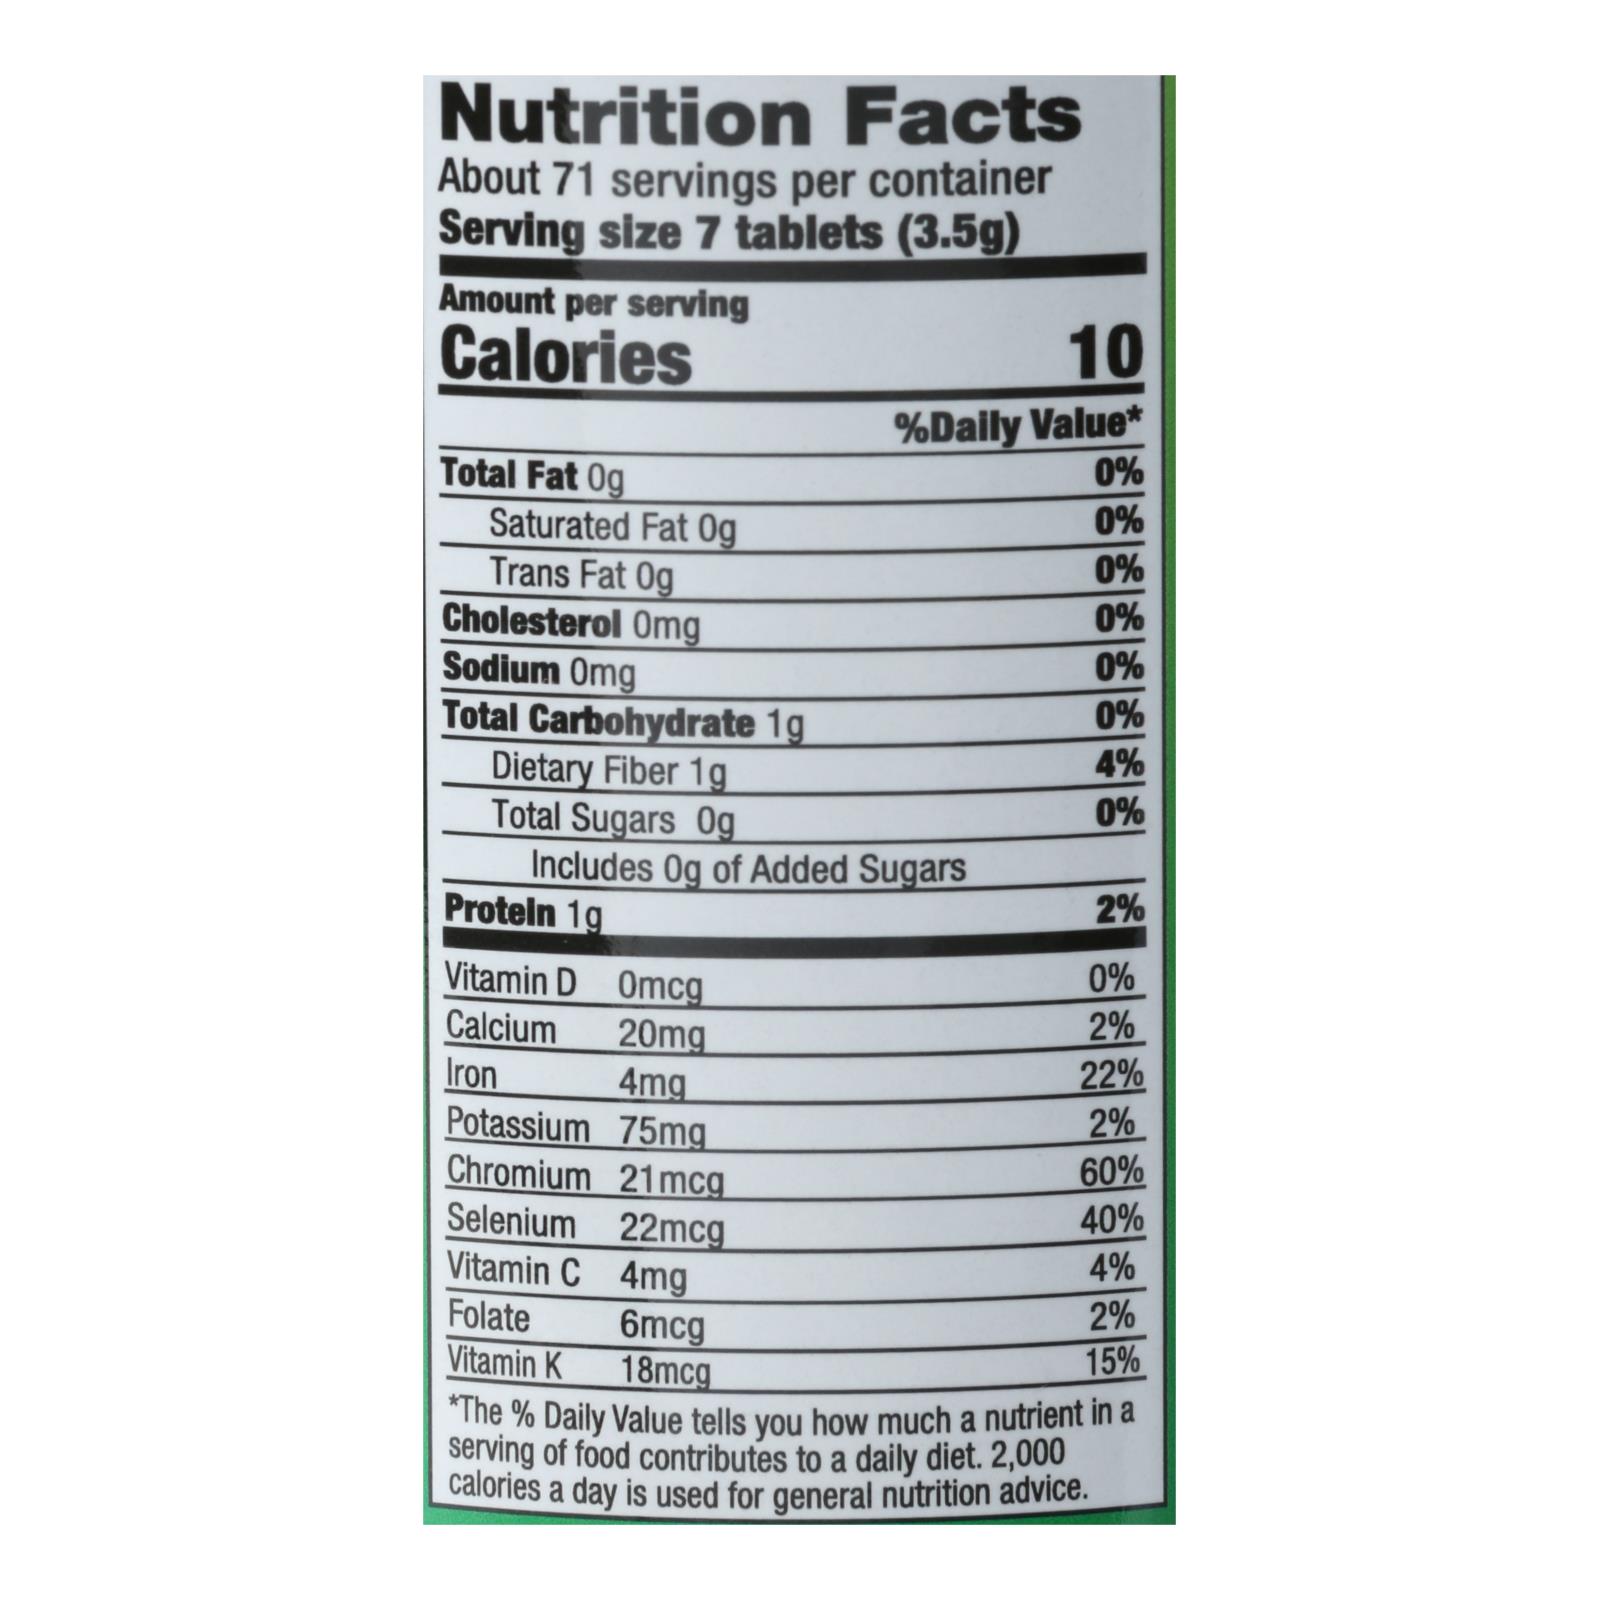 Nutrition Facts
About 71 servings per container
Serving size 7 tablets (3.5g)
Amount per serving
Calories 10
%Daily Value*
Total Fat 0g 0%
Saturated Fat 0g 0%
Trans Fat 0g 0%
Cholesterol 0mg 0%
Sodium 0mg 0%
Total Carbohydrate 1g 0%
Dietary Fiber 1g 4%
Total Sugars 0g 0%
Includes 0g of Added Sugars
Protein 1g 2%
Vitamin D 0mcg 0%
Calcium 20mg 2%
Iron 4mg 22%
Potassium 75mg 2%
Chromium 21mcg 60%
Selenium 22mcg 40%
Vitamin C 4mg 4%
Folate 6mcg 2%
Vitamin K 18mcg 15%
*The % Daily Value tells you how much a nutrient in a
serving of food contributes to a daily diet. 2,000
calories a day is used for general nutrition advice.